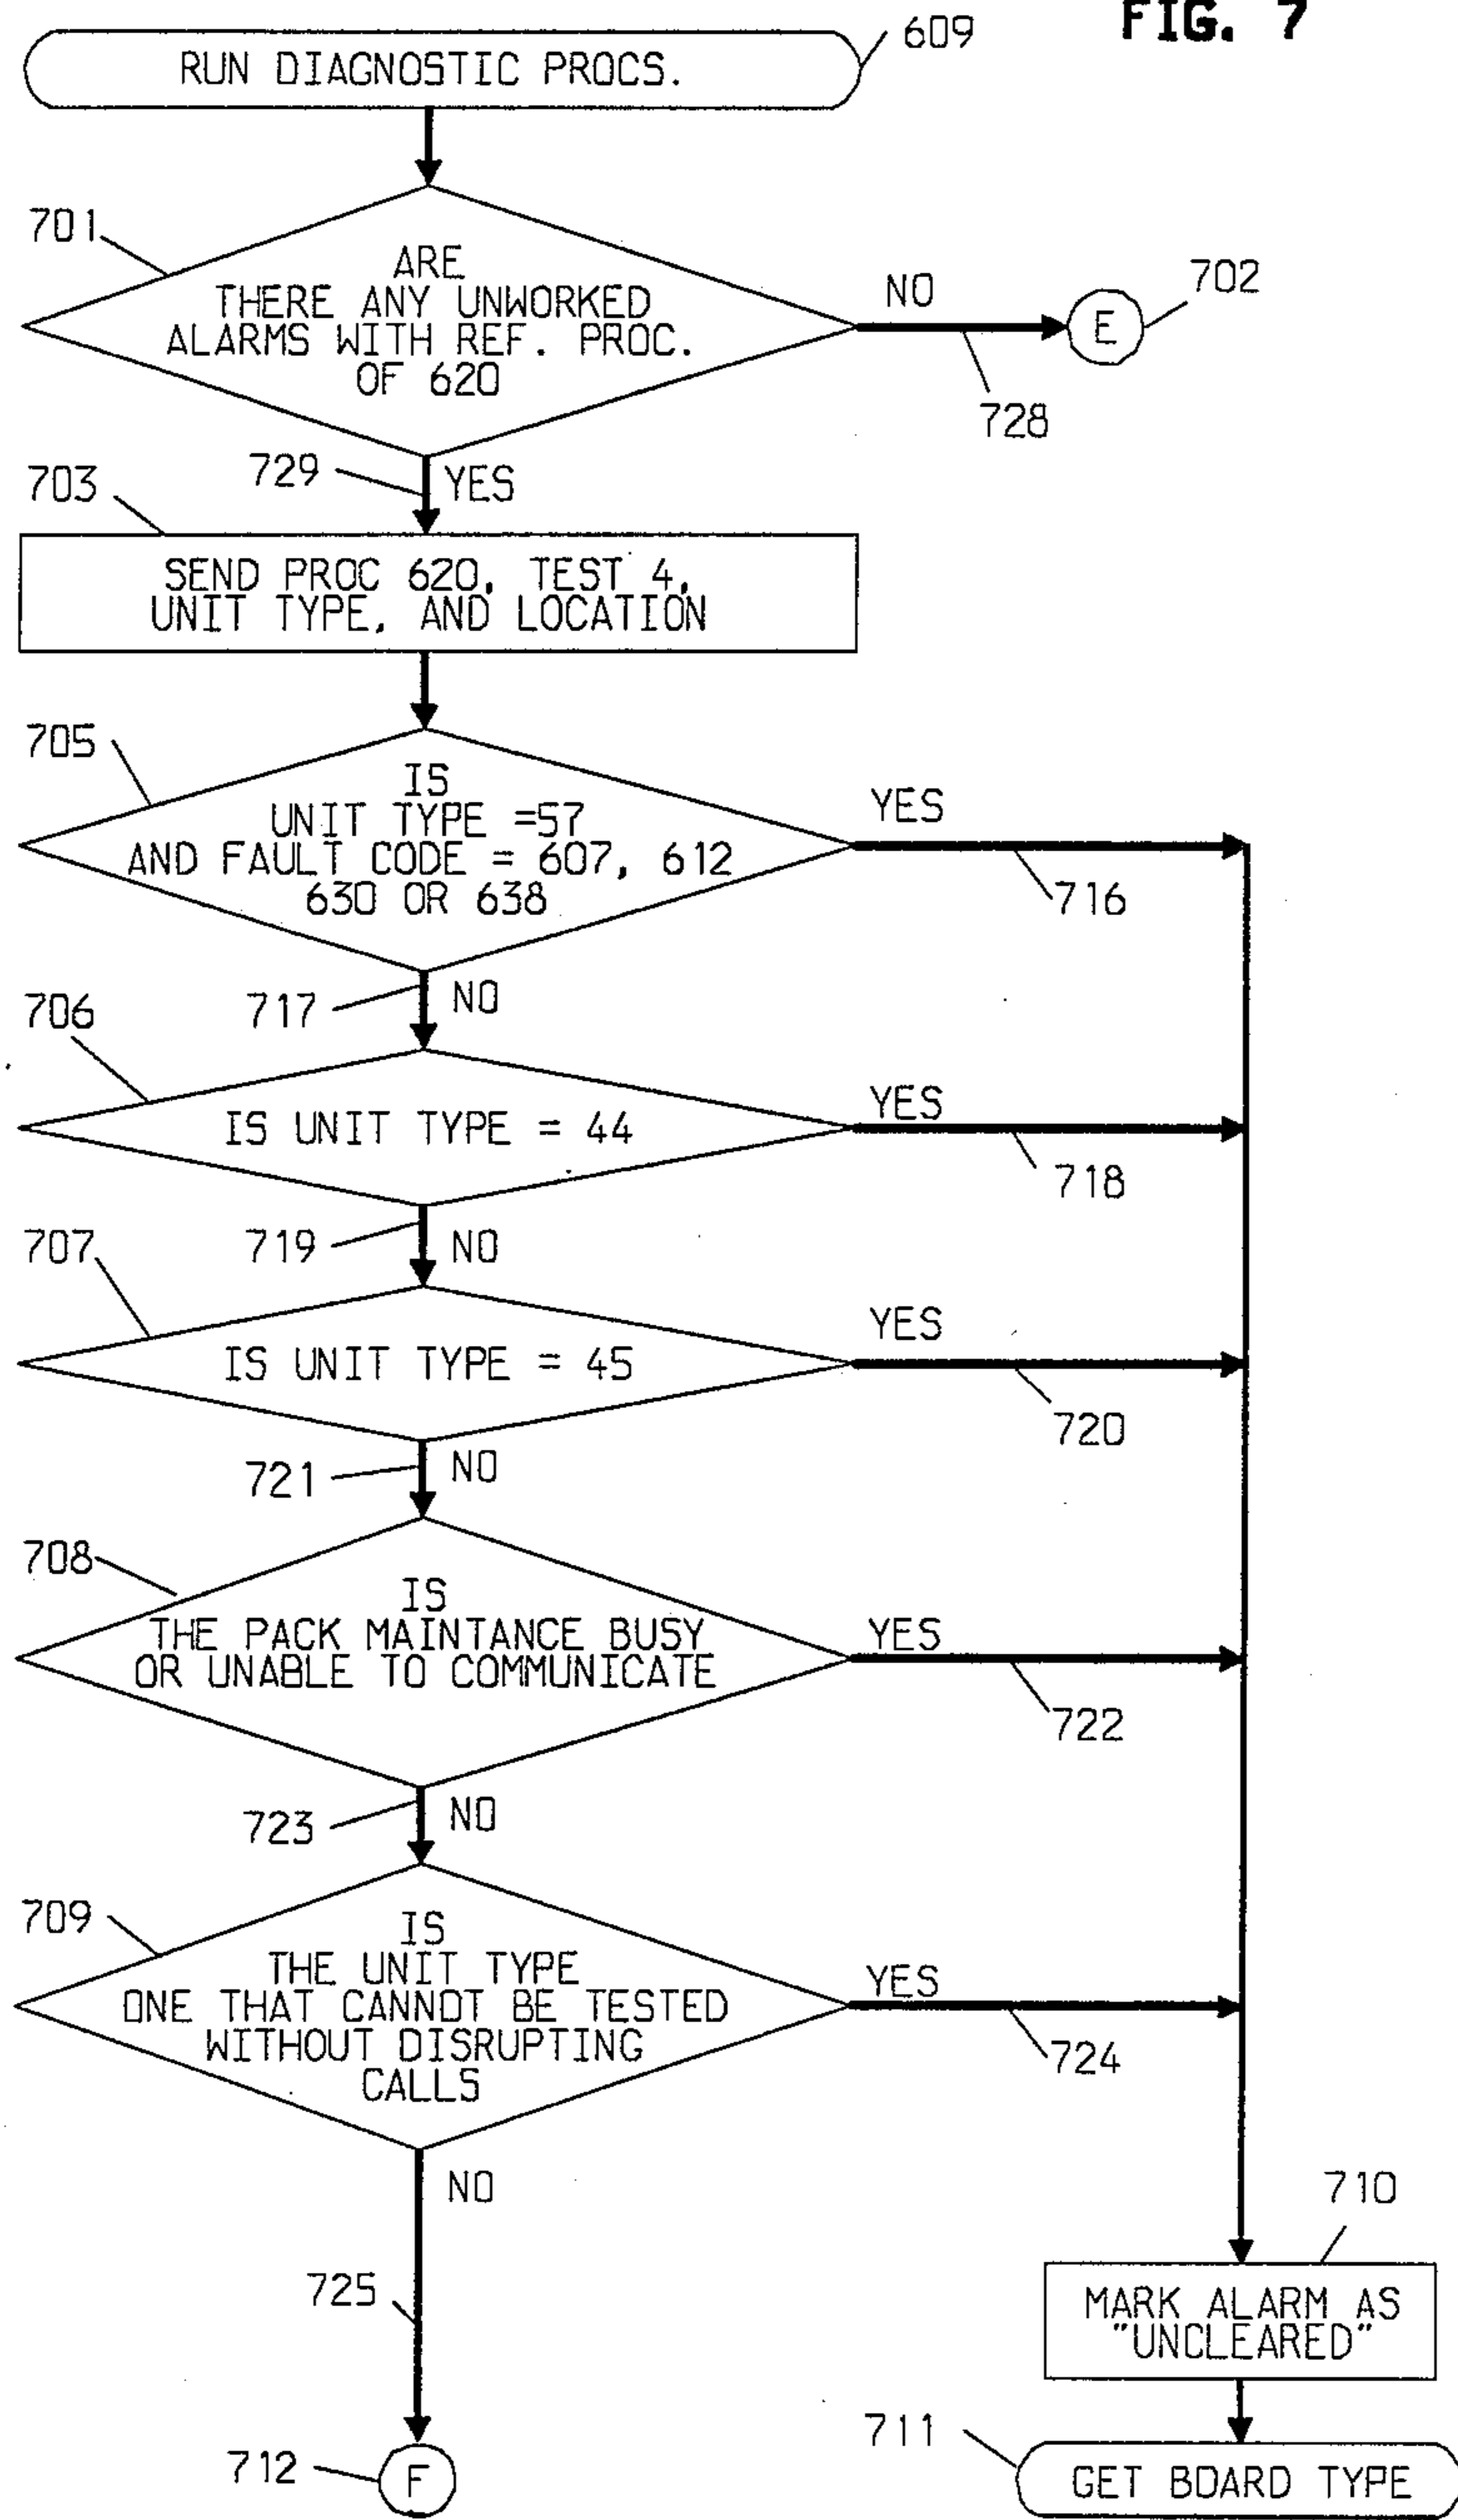 FIG. 7
609
RUN DIAGNOSTIC PROCS.
701
ARE
THERE ANY UNWORKED
ALARMS WITH REF. PROC.
OF 620
NO
702
E
728
729
YES
703
SEND PROC 620, TEST 4,
UNIT TYPE, AND LOCATION
705
IS
UNIT TYPE =57
AND FAULT CODE = 607, 612
630 OR 638
YES
716
717
NO
706
IS UNIT TYPE = 44
YES
718
719
NO
707
IS UNIT TYPE = 45
YES
720
721
NO
708
IS
THE PACK MAINTANCE BUSY
OR UNABLE TO COMMUNICATE
YES
722
723
NO
709
IS
THE UNIT TYPE
ONE THAT CANNOT BE TESTED
WITHOUT DISRUPTING
CALLS
YES
724
NO
725
710
MARK ALARM AS
"UNCLEARED"
711
GET BOARD TYPE
712
F